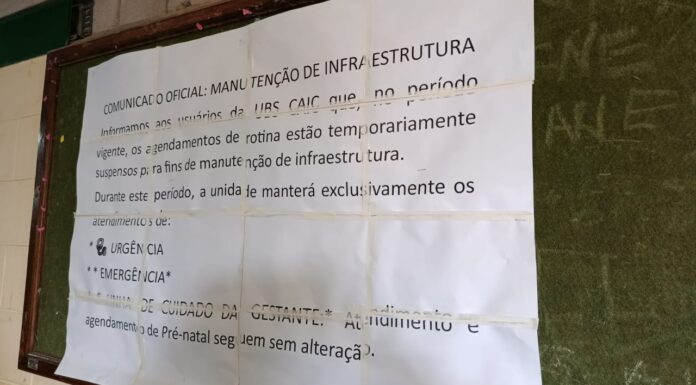 COMUNICADO OFICIAL: MANUTENÇÃO DE INFRAESTRUTURA
Informamos aos usuários da UBS CAIC que, no período
vigente, os agendamentos de rotina estão temporariamente
suspensos para fins de manutenção de infraestrutura.
Durante este período, a unidade manterá exclusivamente os
atendimentos de:
* URGÊNCIA
* * EMERGÊNCIA*
LINHA DE CUIDADO DA GESTANTE:* Atendimento e
agendamento de Pré-natal seguem sem alteração.
ANE